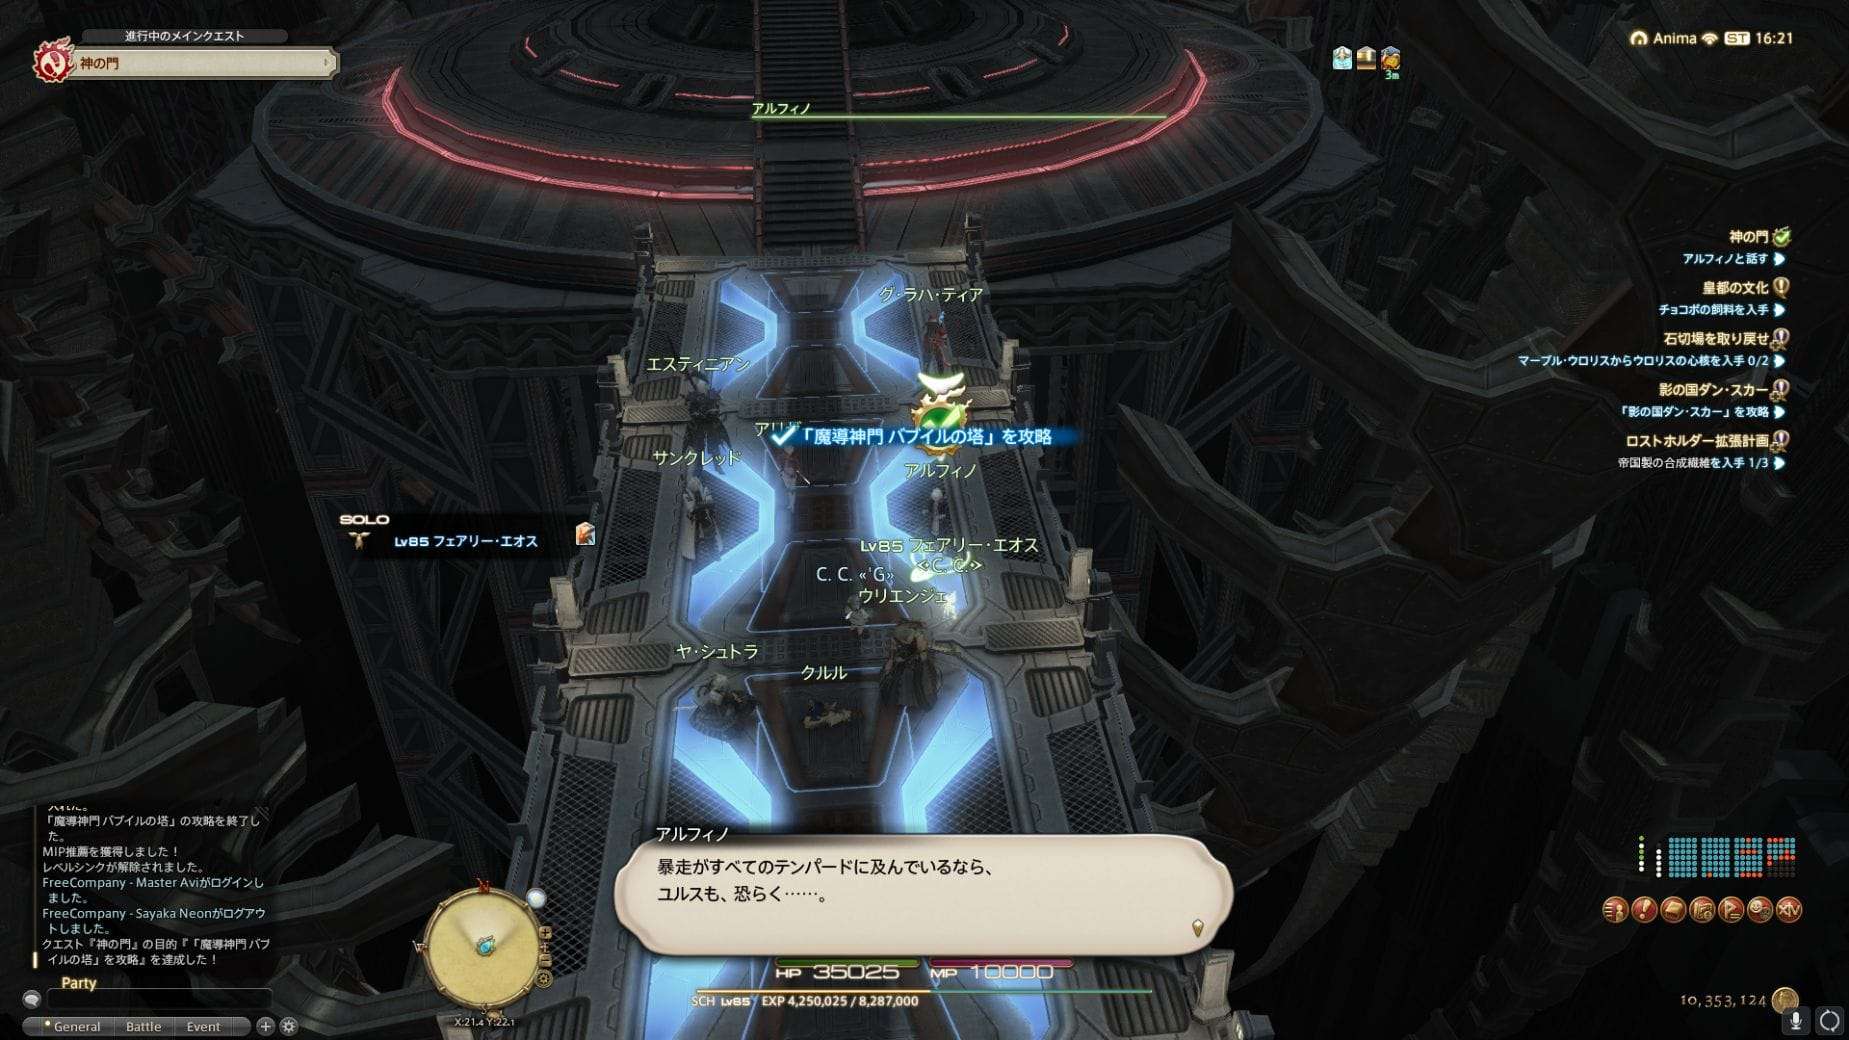 進行中のメインクエスト
神の門
Anima ST 16:21
3m
アルフィノ
神の門
アルフィノと話す
皇都の文化
チョコボの飼料を入手
石切場を取り戻せ
マーブル・ウロリスからウロリスの心核を入手 0/2
影の国ダン・スカー
「影の国ダン・スカー」を攻略
ロストホルダー拡張計画
帝国製の合成繊維を入手 1/3
グ・ラハ・ティア
エスティニアン
「魔導神門 バブイルの塔」を攻略
サンクレッド
アルフィノ
SOLO
Lv85 フェアリー・エオス
Lv85 フェアリー・エオス
«C. C.»
C. C. «'G»
ウリエンジェ
ヤ・シュトラ
クルル
「魔導神門 バブイルの塔」の攻略を終了し
た。
MIP推薦を獲得しました！
レベルシンクが解除されました。
FreeCompany - Master Aviがログインし
ました。
FreeCompany - Sayaka Neonがログアウ
トしました。
クエスト『神の門』の目的『「魔導神門 バブ
イルの塔」を攻略』を達成した！
Party
General Battle Event
X:21.4 Y:22.1
アルフィノ
暴走がすべてのテンパードに及んでいるなら、
ユルスも、恐らく……。
HP 35025 MP 10000
SCH Lv85 EXP 4,250,025 / 8,287,000
10,353,124